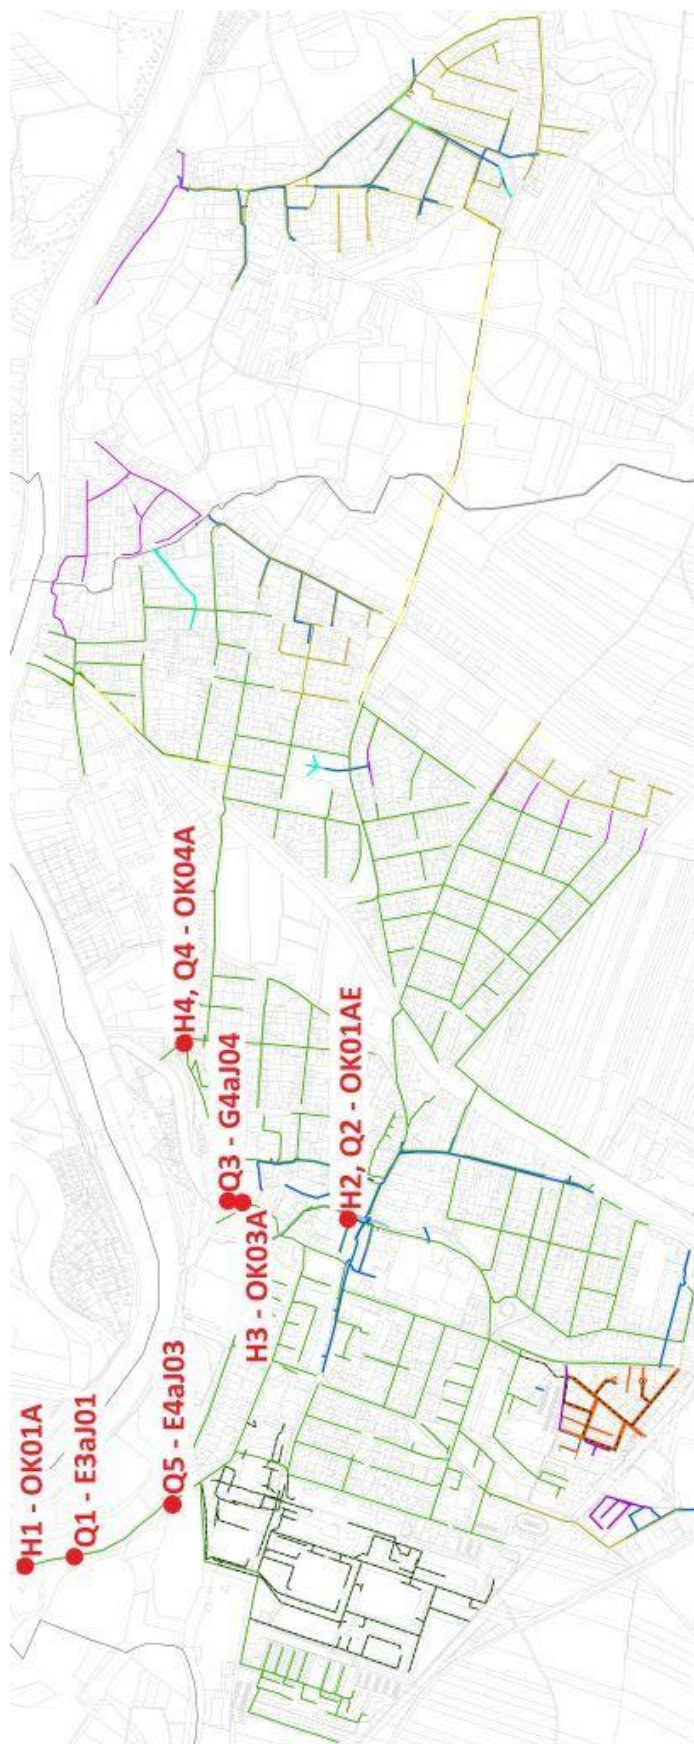 H1 - OK01A
Q1 - E3aJ01
Q5 - E4aJ03
H3 - OK03A
Q3 - G4aJ04
H2, Q2 - OK01AE
H4, Q4 - OK04A